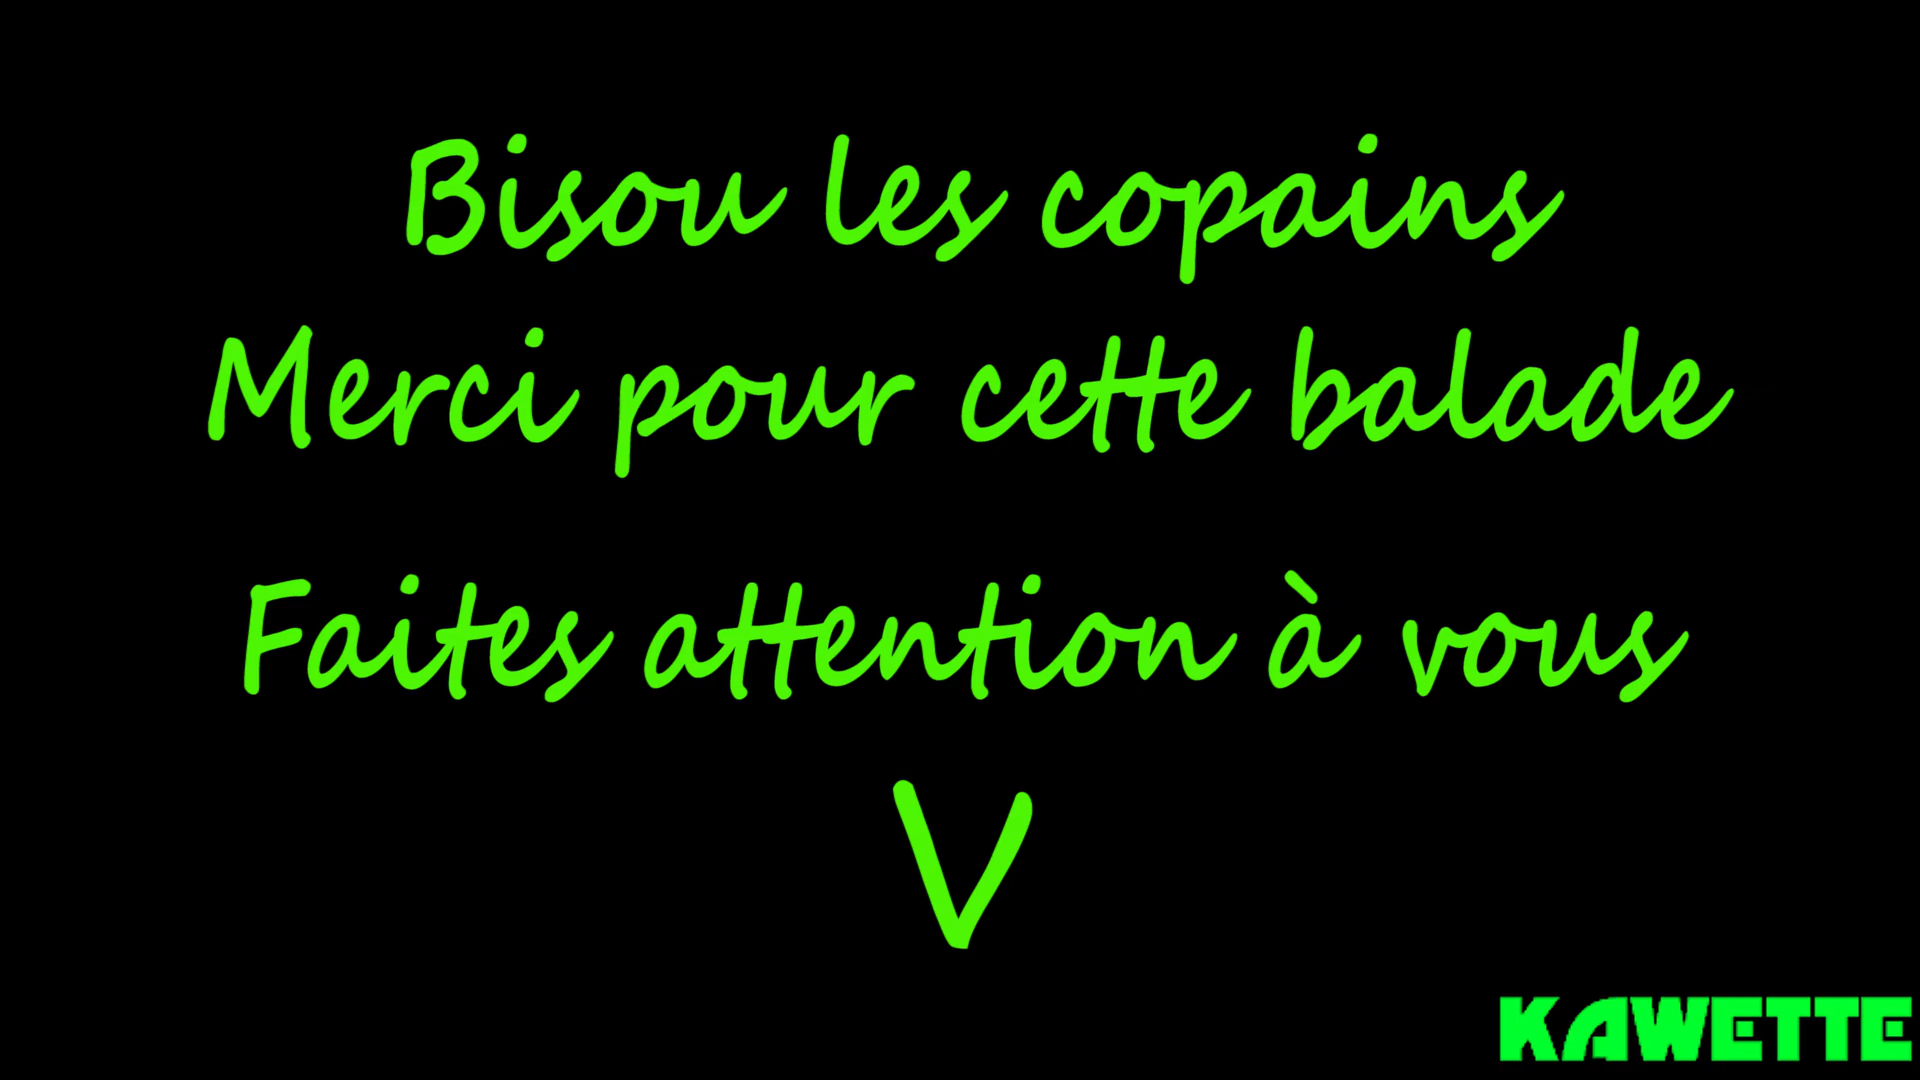 Bisou les copains
Merci pour cette balade
Faites attention à vous
V
KAWETTE